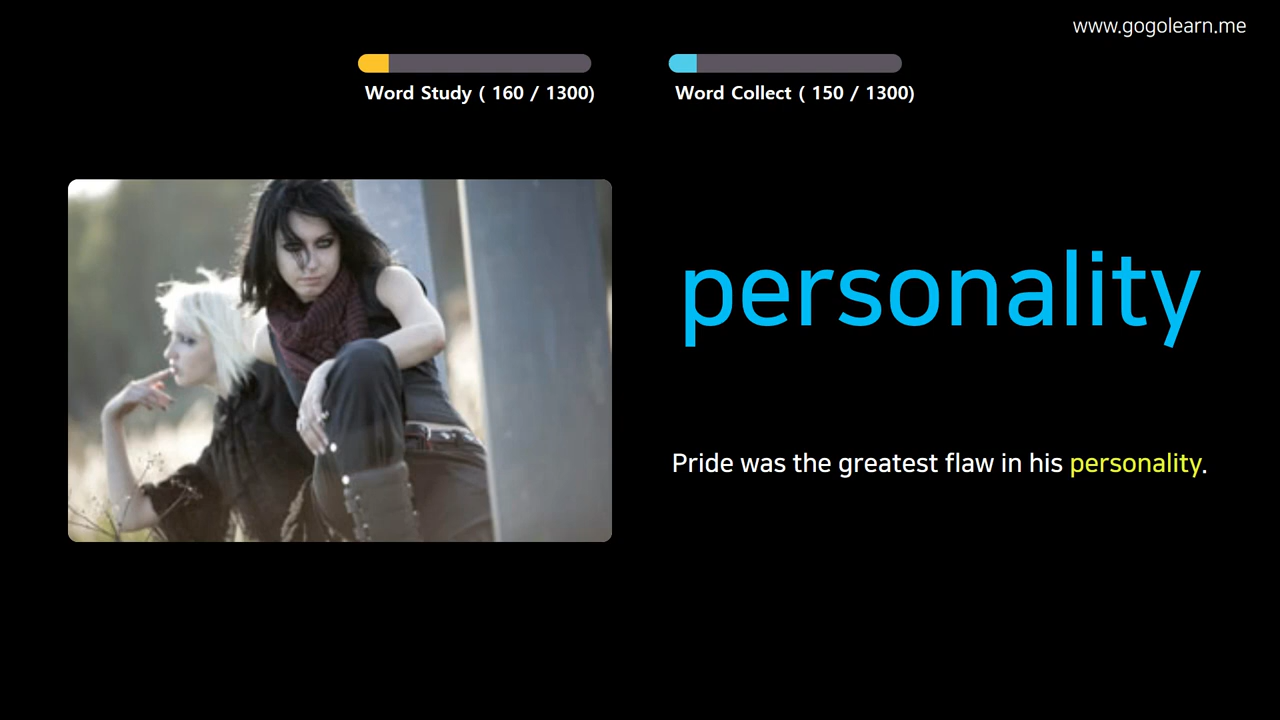 www.gogolearn.me
Word Study ( 160 / 1300)
Word Collect ( 150 / 1300)
personality
Pride was the greatest flaw in his personality.